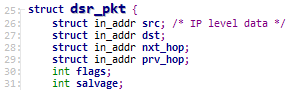 25: struct dsr_pkt {
26:     struct in_addr src; /* IP level data */
27:     struct in_addr dst;
28:     struct in_addr nxt_hop;
29:     struct in_addr prv_hop;
30:     int flags;
31:     int salvage;